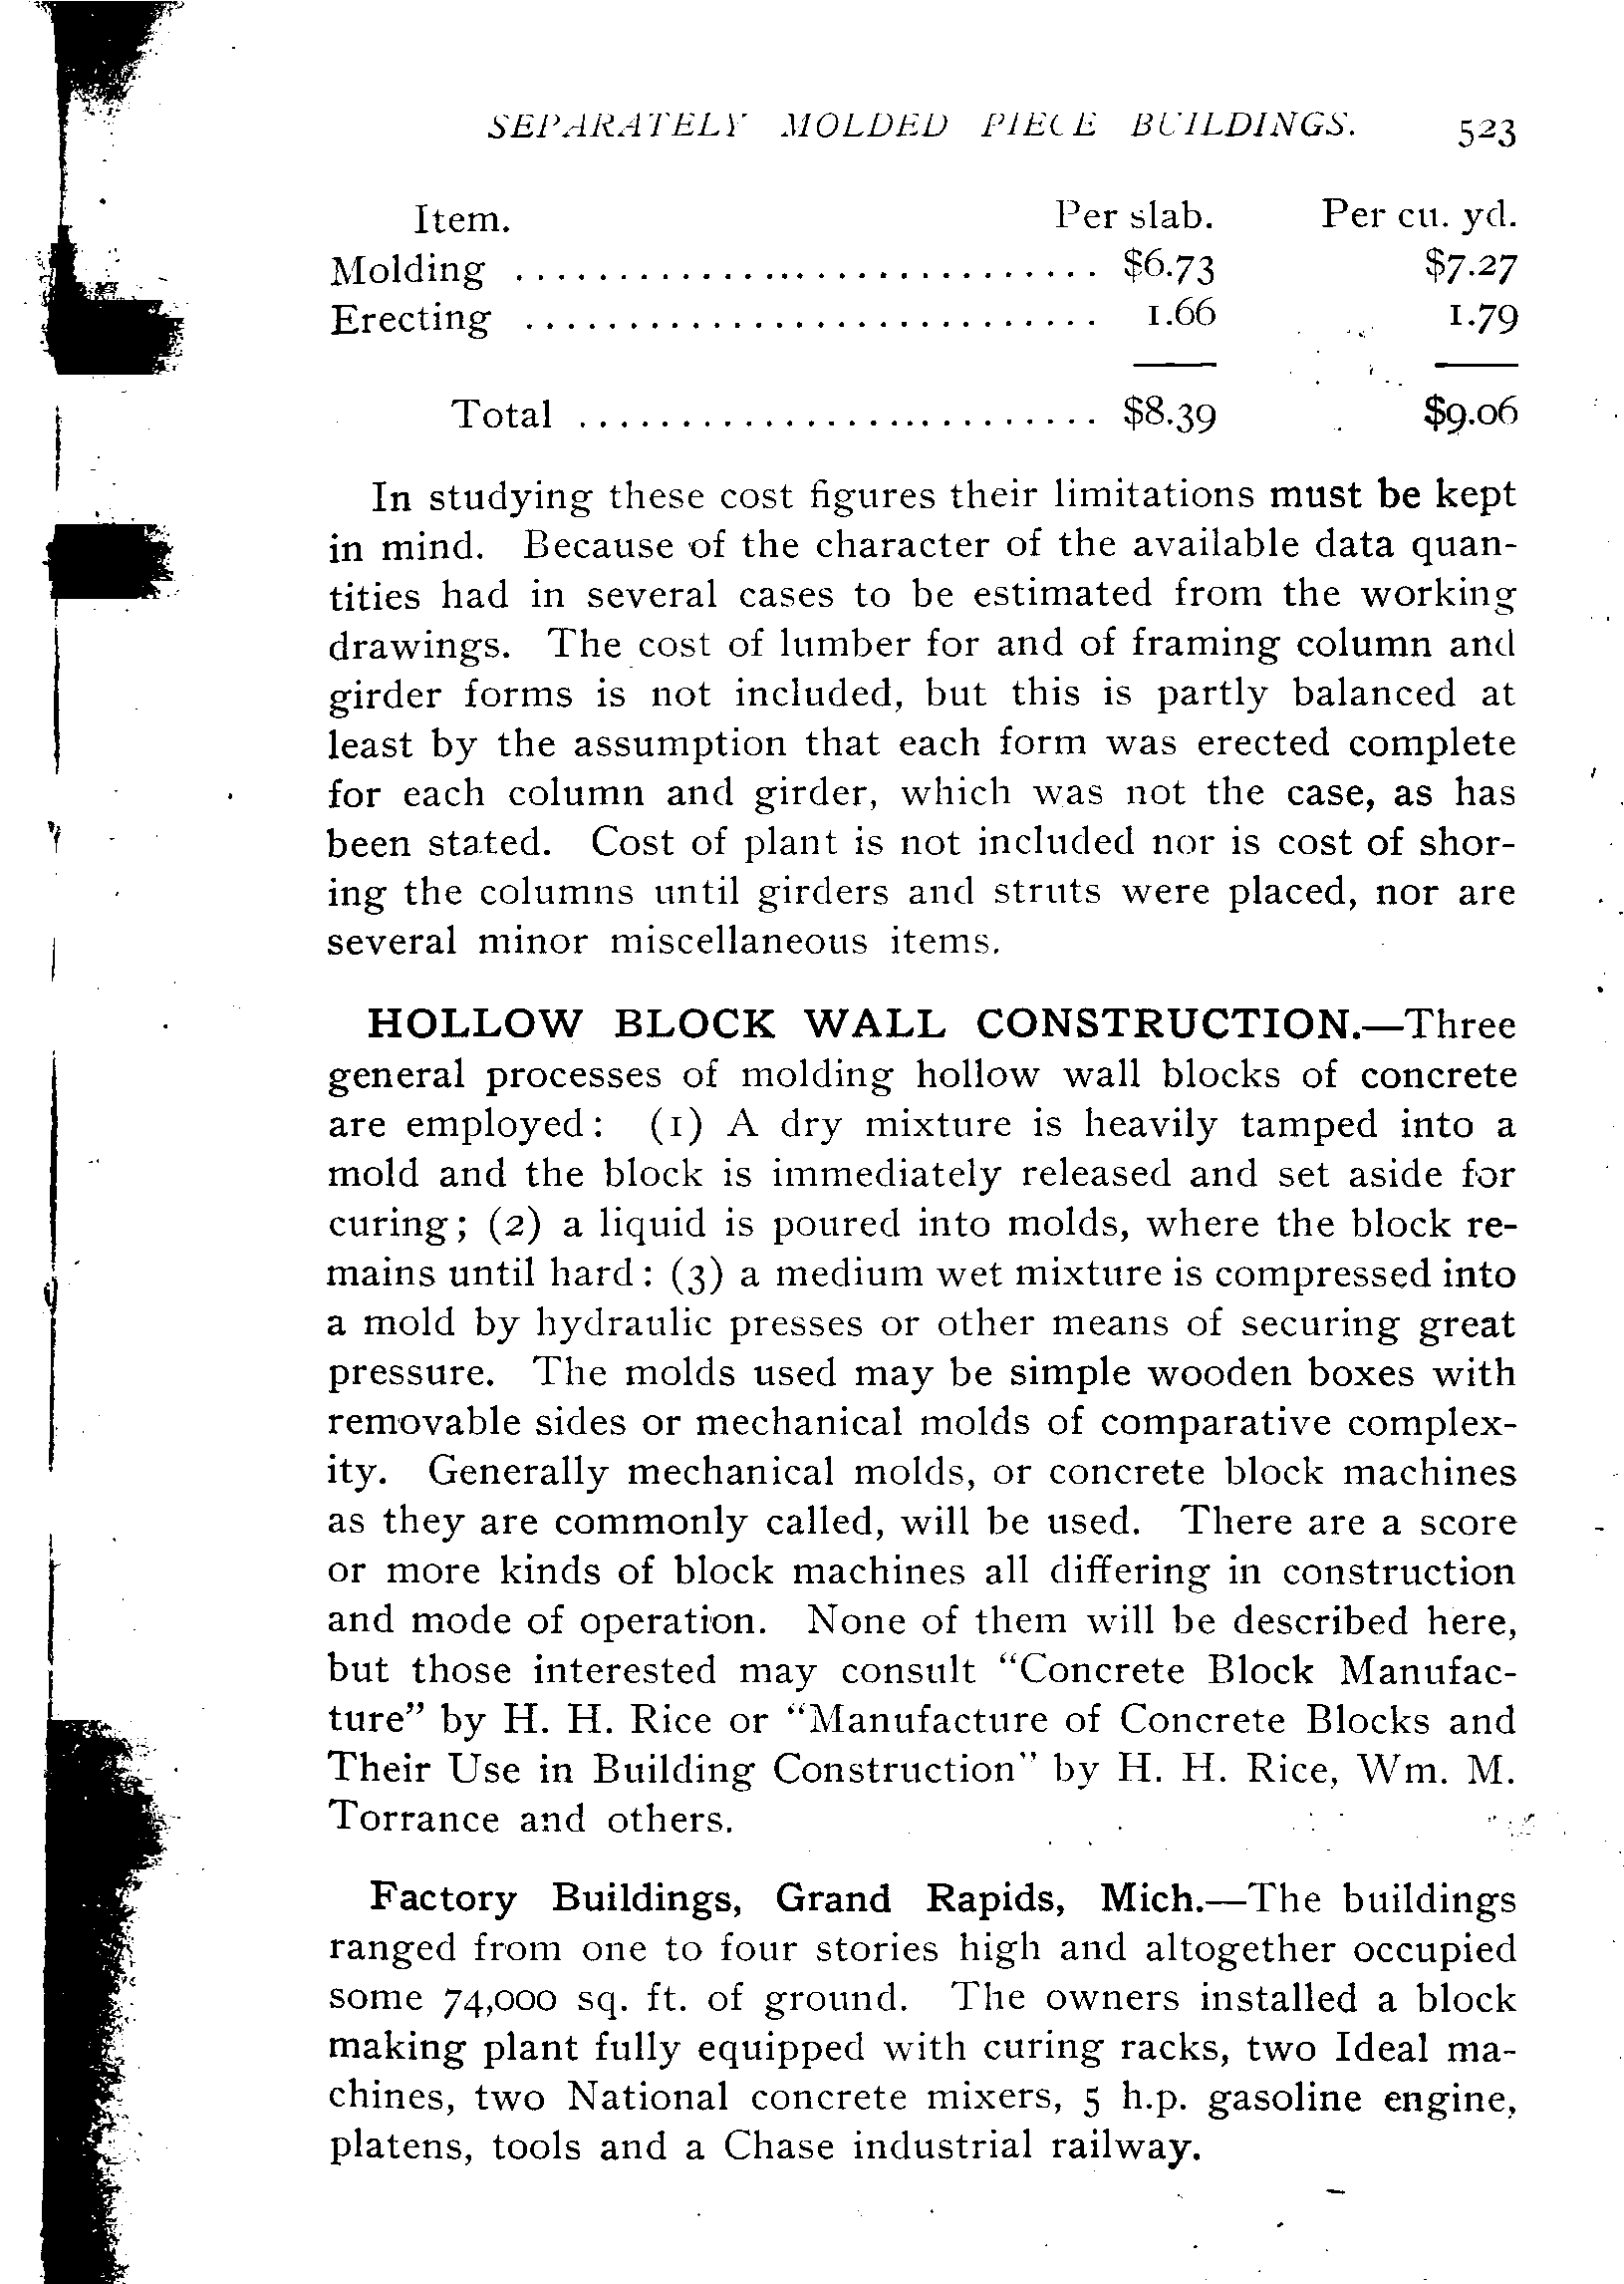 SEPARATELY MOLDED PIECE BUILDINGS. 523
Item. Per slab. Per cu. yd.
Molding ............................ $6.73 $7.27
Erecting ............................ 1.66 1.79
Total ......................... $8.39 $9.06
In studying these cost figures their limitations must be kept
in mind. Because of the character of the available data quan-
tities had in several cases to be estimated from the working
drawings. The cost of lumber for and of framing column and
girder forms is not included, but this is partly balanced at
least by the assumption that each form was erected complete
for each column and girder, which was not the case, as has
been stated. Cost of plant is not included nor is cost of shor-
ing the columns until girders and struts were placed, nor are
several minor miscellaneous items.
HOLLOW BLOCK WALL CONSTRUCTION.—Three
general processes of molding hollow wall blocks of concrete
are employed: (1) A dry mixture is heavily tamped into a
mold and the block is immediately released and set aside for
curing; (2) a liquid is poured into molds, where the block re-
mains until hard: (3) a medium wet mixture is compressed into
a mold by hydraulic presses or other means of securing great
pressure. The molds used may be simple wooden boxes with
removable sides or mechanical molds of comparative complex-
ity. Generally mechanical molds, or concrete block machines
as they are commonly called, will be used. There are a score
or more kinds of block machines all differing in construction
and mode of operation. None of them will be described here,
but those interested may consult "Concrete Block Manufac-
ture" by H. H. Rice or "Manufacture of Concrete Blocks and
Their Use in Building Construction" by H. H. Rice, Wm. M.
Torrance and others.
Factory Buildings, Grand Rapids, Mich.—The buildings
ranged from one to four stories high and altogether occupied
some 74,000 sq. ft. of ground. The owners installed a block
making plant fully equipped with curing racks, two Ideal ma-
chines, two National concrete mixers, 5 h.p. gasoline engine,
platens, tools and a Chase industrial railway.